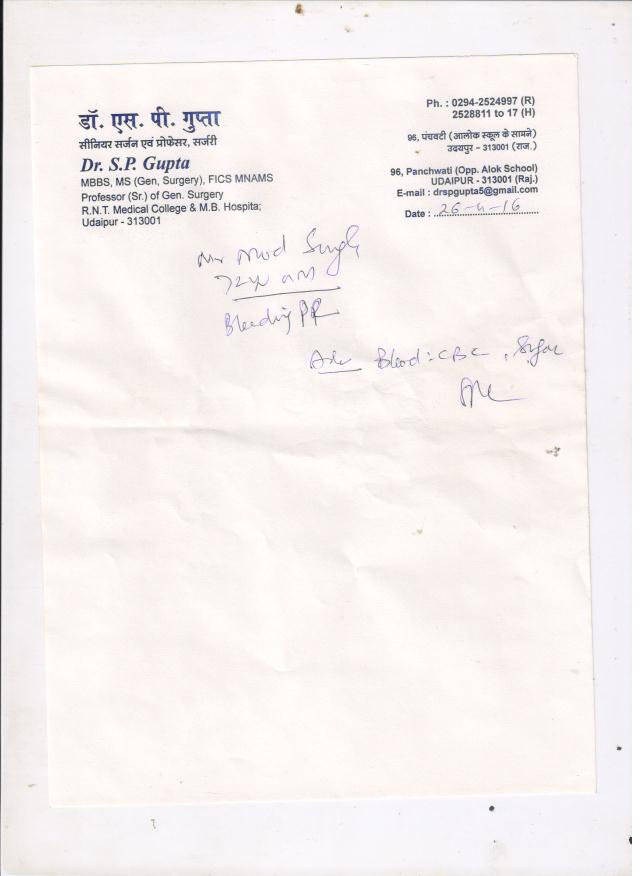 डॉ. एस. पी. गुप्ता
सीनियर सर्जन एवं प्रोफेसर, सर्जरी
Dr. S.P. Gupta
MBBS, MS (Gen, Surgery), FICS MNAMS
Professor (Sr.) of Gen. Surgery
R.N.T. Medical College & M.B. Hospita;
Udaipur - 313001
Ph. : 0294-2524997 (R)
2528811 to 17 (H)
96, पंचवटी (आलोक स्कूल के सामने)
उदयपुर - 313001 (राज.)
96, Panchwati (Opp. Alok School)
UDAIPUR - 313001 (Raj.)
E-mail : drspgupta5@gmail.com
Date : 26-4-16
Mr Mod Singh
Bleeding PR
Blood : CBC, Sugar